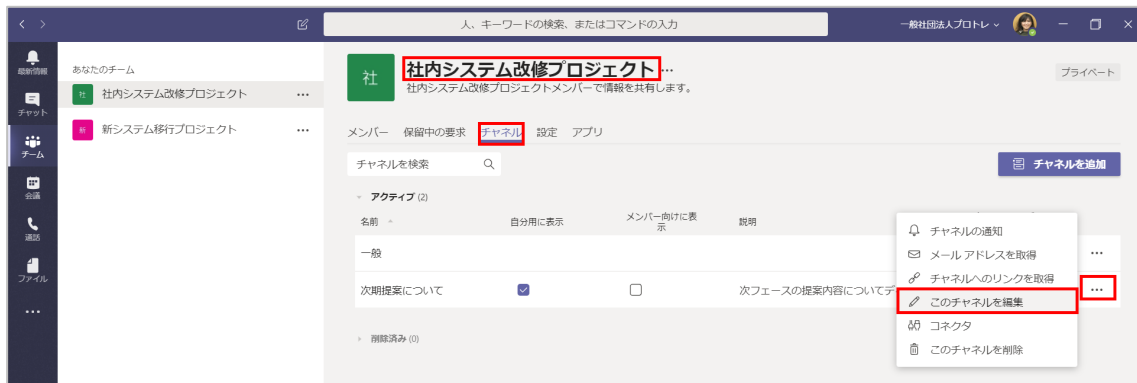 人、キーワードの検索、またはコマンドの入力
一般社団法人プロトレ
最新情報
チャット
チーム
会議
通話
ファイル
あなたのチーム
社 社内システム改修プロジェクト ...
新 新システム移行プロジェクト ...
社
社内システム改修プロジェクト ...
社内システム改修プロジェクトメンバーで情報を共有します。
プライベート
メンバー 保留中の要求 チャネル 設定 アプリ
チャネルを検索
チャネルを追加
アクティブ (2)
名前 自分用に表示 メンバー向けに表
示 説明
一般 ...
次期提案について 次フェースの提案内容についてデ ...
削除済み (0)
チャネルの通知
メール アドレスを取得
チャネルへのリンクを取得
このチャネルを編集
コネクタ
このチャネルを削除